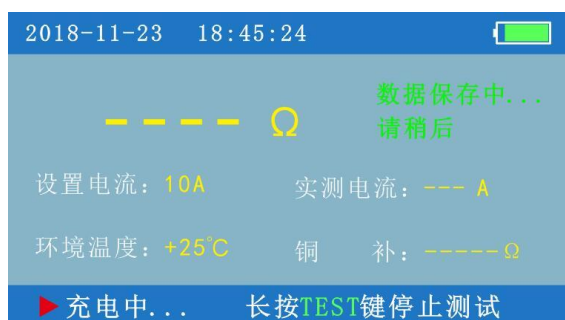 2018-11-23 18:45:24
数据保存中...
---- Ω 请稍后
设置电流：10A 实测电流：--- A
环境温度：+25℃ 铜 补：-----Ω
充电中... 长按TEST键停止测试